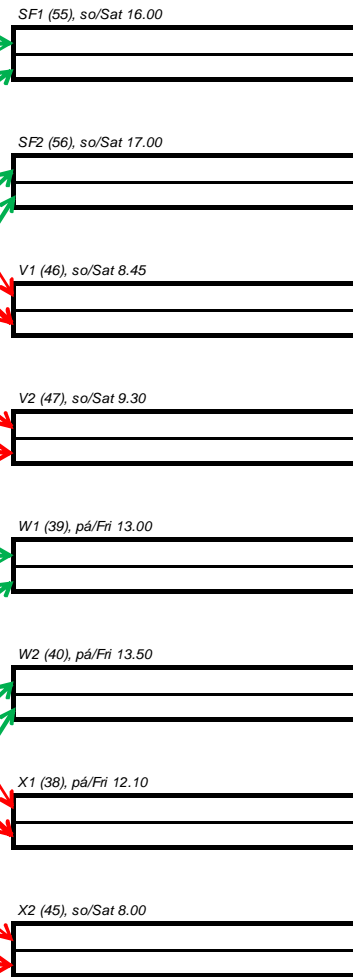 SF1 (55), so/Sat 16.00
SF2 (56), so/Sat 17.00
V1 (46), so/Sat 8.45
V2 (47), so/Sat 9.30
W1 (39), pá/Fri 13.00
W2 (40), pá/Fri 13.50
X1 (38), pá/Fri 12.10
X2 (45), so/Sat 8.00